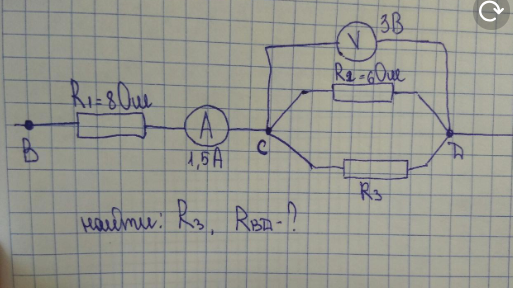 3В
V
R2=6Ом
R1=8Ом
A
1,5А
B
C
D
R3
найти: R3, RBD-?